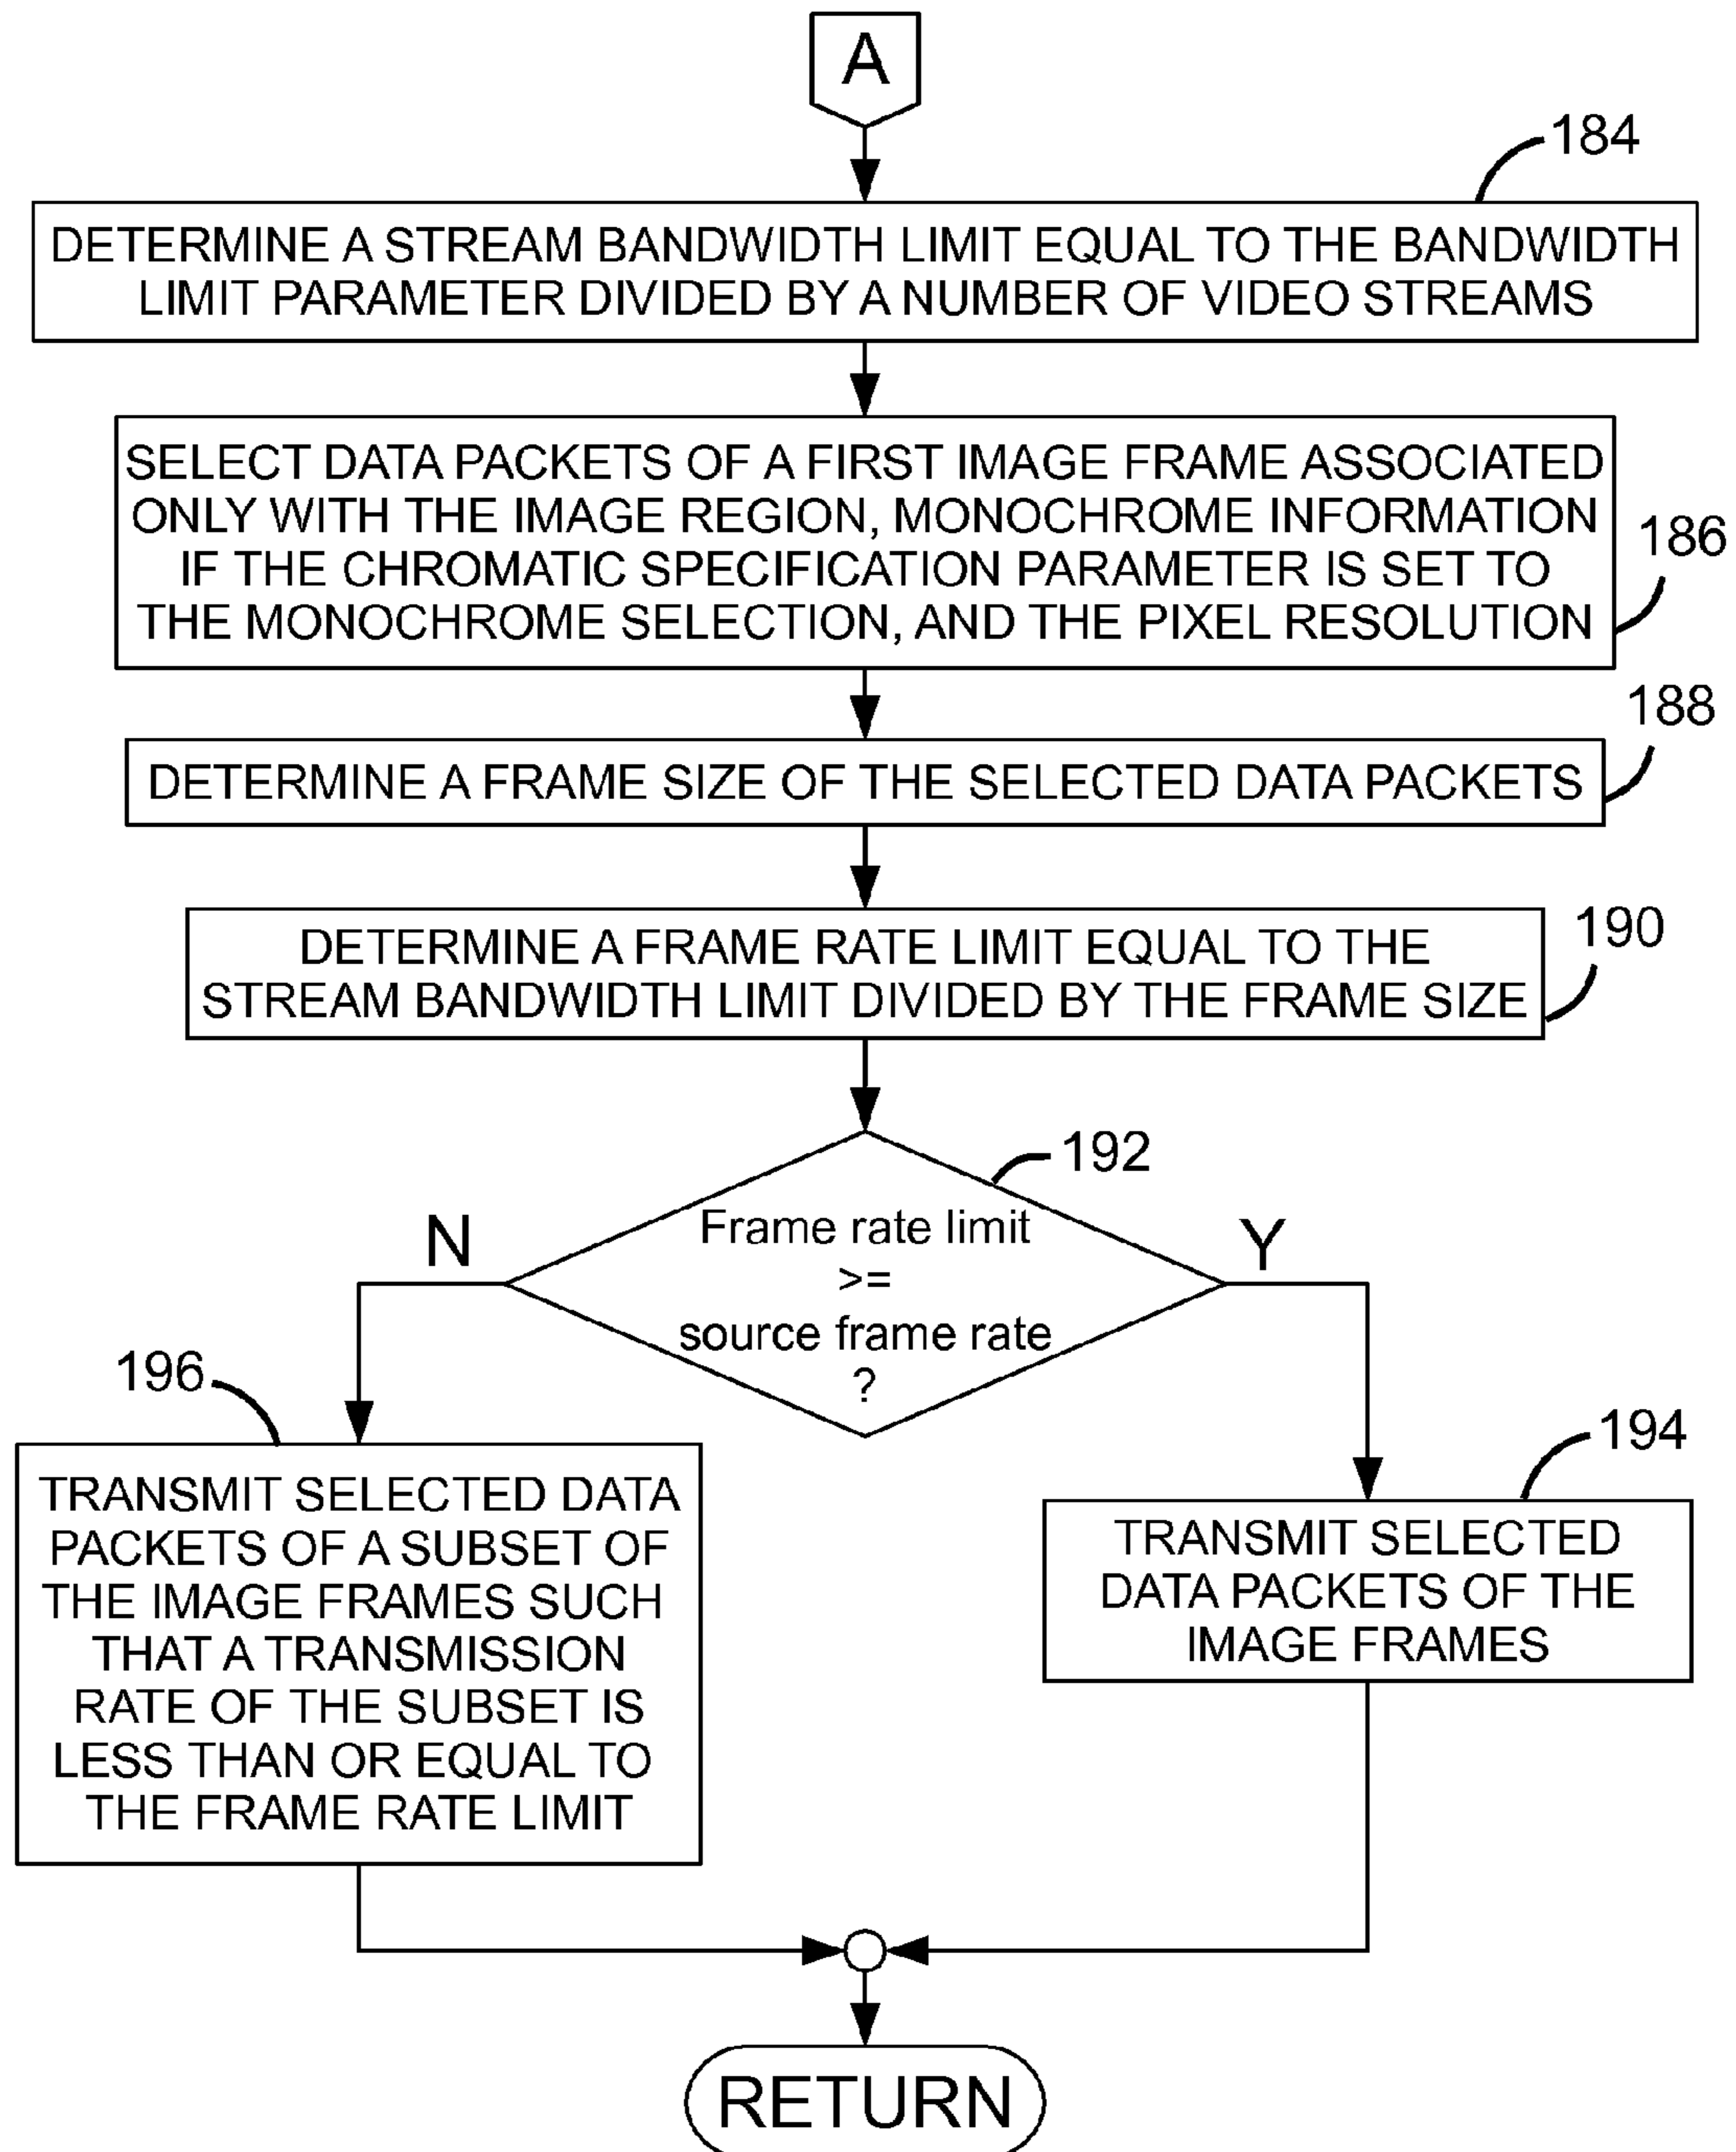 A
184
DETERMINE A STREAM BANDWIDTH LIMIT EQUAL TO THE BANDWIDTH
LIMIT PARAMETER DIVIDED BY A NUMBER OF VIDEO STREAMS
SELECT DATA PACKETS OF A FIRST IMAGE FRAME ASSOCIATED
ONLY WITH THE IMAGE REGION, MONOCHROME INFORMATION
IF THE CHROMATIC SPECIFICATION PARAMETER IS SET TO
THE MONOCHROME SELECTION, AND THE PIXEL RESOLUTION
186
188
DETERMINE A FRAME SIZE OF THE SELECTED DATA PACKETS
190
DETERMINE A FRAME RATE LIMIT EQUAL TO THE
STREAM BANDWIDTH LIMIT DIVIDED BY THE FRAME SIZE
192
N
Y
Frame rate limit
>=
source frame rate
?
196
TRANSMIT SELECTED DATA
PACKETS OF A SUBSET OF
THE IMAGE FRAMES SUCH
THAT A TRANSMISSION
RATE OF THE SUBSET IS
LESS THAN OR EQUAL TO
THE FRAME RATE LIMIT
194
TRANSMIT SELECTED
DATA PACKETS OF THE
IMAGE FRAMES
RETURN